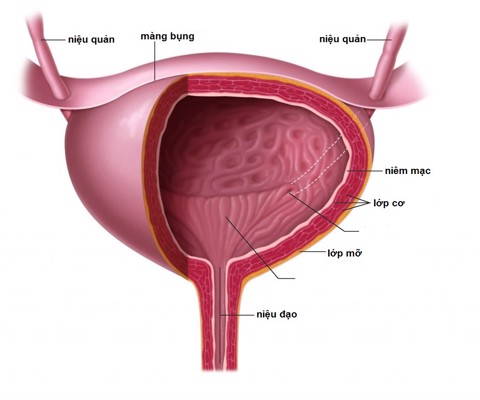 niệu quản
màng bụng
niệu quản
niêm mạc
lớp cơ
lớp mỡ
niệu đạo